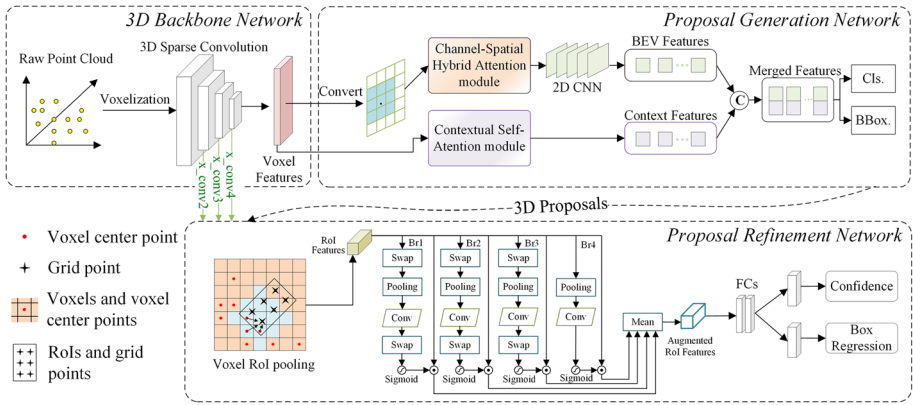 3D Backbone Network
Proposal Generation Network
3D Sparse Convolution
Raw Point Cloud
Voxelization
Voxel
Features
x_conv2
x_conv3
x_conv4
Convert
Channel-Spatial
Hybrid Attention
module
2D CNN
BEV Features
Contextual Self-
Atention module
Context Features
C
Merged Features
Cls.
BBox.
3D Proposals
Voxel center point
Grid point
Voxels and voxel
center points
RoIs and grid
points
Proposal Refinement Network
RoI
Features
Voxel RoI pooling
Br1
Swap
Pooling
Conv
Swap
Sigmoid
Br2
Swap
Pooling
Conv
Swap
Sigmoid
Br3
Swap
Pooling
Conv
Swap
Sigmoid
Br4
Pooling
Conv
Sigmoid
Mean
Augmented
RoI Features
FCs
Confidence
Box
Regression